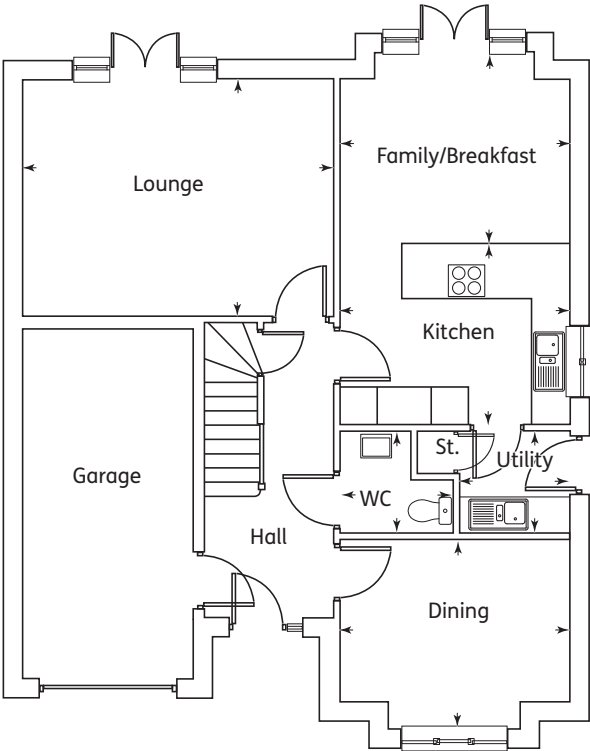 Family/Breakfast
Lounge
Kitchen
St.
Utility
Garage
WC
Hall
Dining